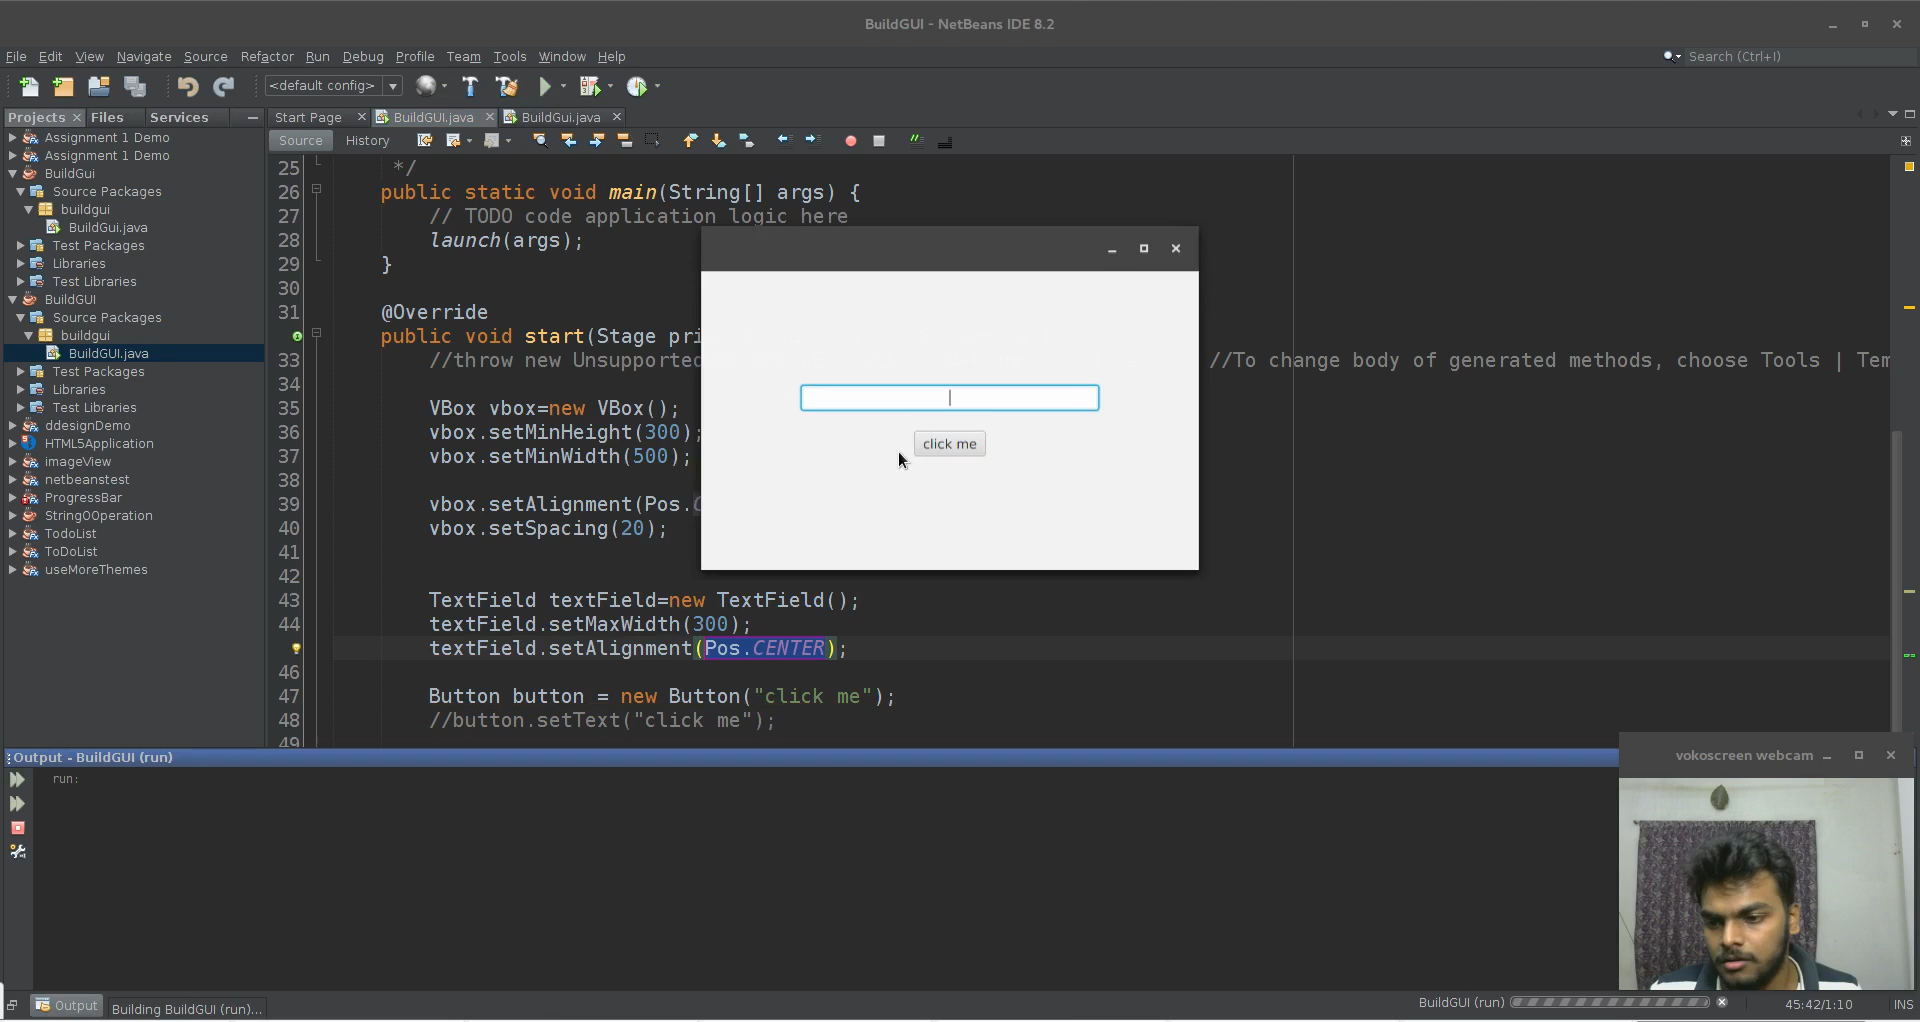 BuildGUI - NetBeans IDE 8.2
File Edit View Navigate Source Refactor Run Debug Profile Team Tools Window Help
Search (Ctrl+I)
<default config>
Projects Files Services
Start Page BuildGUI.java BuildGui.java
Source History
Assignment 1 Demo
Assignment 1 Demo
BuildGui
Source Packages
buildgui
BuildGui.java
Test Packages
Libraries
Test Libraries
BuildGUI
Source Packages
buildgui
BuildGUI.java
Test Packages
Libraries
Test Libraries
ddesignDemo
HTML5Application
imageView
netbeanstest
ProgressBar
StringOOperation
TodoList
ToDoList
useMoreThemes
25 */
26 public static void main(String[] args) {
27 // TODO code application logic here
28 launch(args);
29 }
30
31 @Override
public void start(Stage pri
33 //throw new Unsupported //To change body of generated methods, choose Tools | Tem
34
35 VBox vbox=new VBox();
36 vbox.setMinHeight(300);
37 vbox.setMinWidth(500);
38
39 vbox.setAlignment(Pos.C
40 vbox.setSpacing(20);
41
42
43 TextField textField=new TextField();
44 textField.setMaxWidth(300);
textField.setAlignment(Pos.CENTER);
46
47 Button button = new Button("click me");
48 //button.setText("click me");
49
click me
Output - BuildGUI (run)
run:
vokoscreen webcam
Output Building BuildGUI (run)...
BuildGUI (run) 45:42/1:10 INS